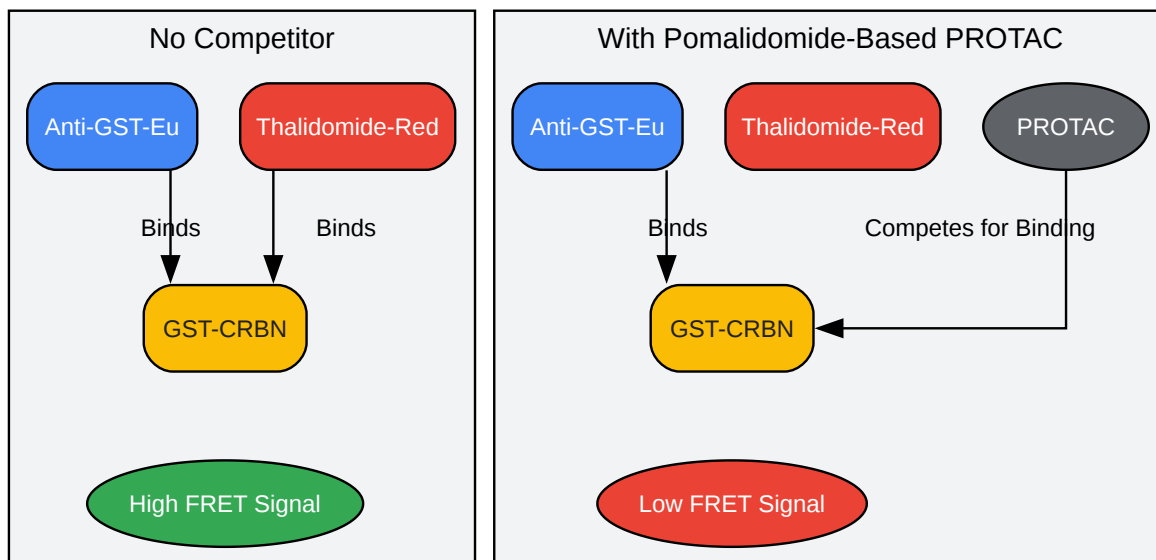 No Competitor
Anti-GST-Eu
Thalidomide-Red
Binds
Binds
GST-CRBN
High FRET Signal
With Pomalidomide-Based PROTAC
Anti-GST-Eu
Thalidomide-Red
PROTAC
Binds
Competes for Binding
GST-CRBN
Low FRET Signal